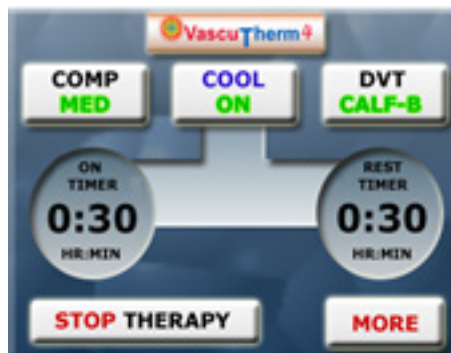 VascuTherm4
COMP
MED
COOL
ON
DVT
CALF-B
ON
TIMER
0:30
HR:MIN
REST
TIMER
0:30
HR:MIN
STOP THERAPY
MORE